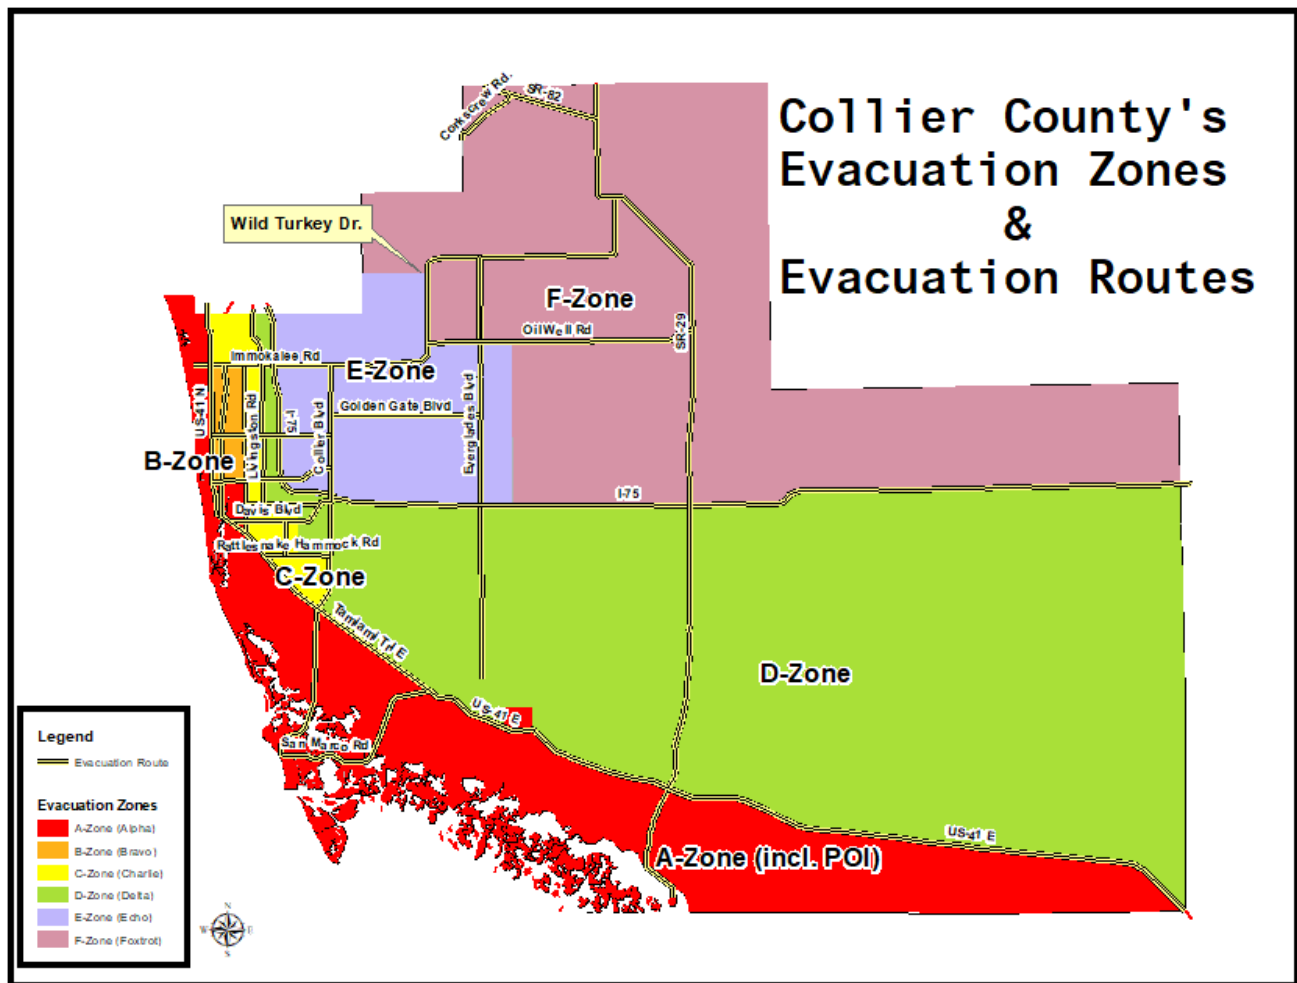 Collier County's
Evacuation Zones
&
Evacuation Routes
Corkscrew Rd.
SR-82
Wild Turkey Dr.
F-Zone
Oil Well Rd
SR-29
Immokalee Rd
E-Zone
US-41 N
Livingston Rd
I-75
Collier Blvd
Golden Gate Blvd
Everglades Blvd
B-Zone
I-75
Davis Blvd
Rattlesnake Hammock Rd
C-Zone
Tamiami Trl E
D-Zone
US-41 E
San Marco Rd
US-41 E
A-Zone (incl. POI)
Legend
Evacuation Route
Evacuation Zones
A-Zone (Alpha)
B-Zone (Bravo)
C-Zone (Charlie)
D-Zone (Delta)
E-Zone (Echo)
F-Zone (Foxtrot)
N
W
E
S